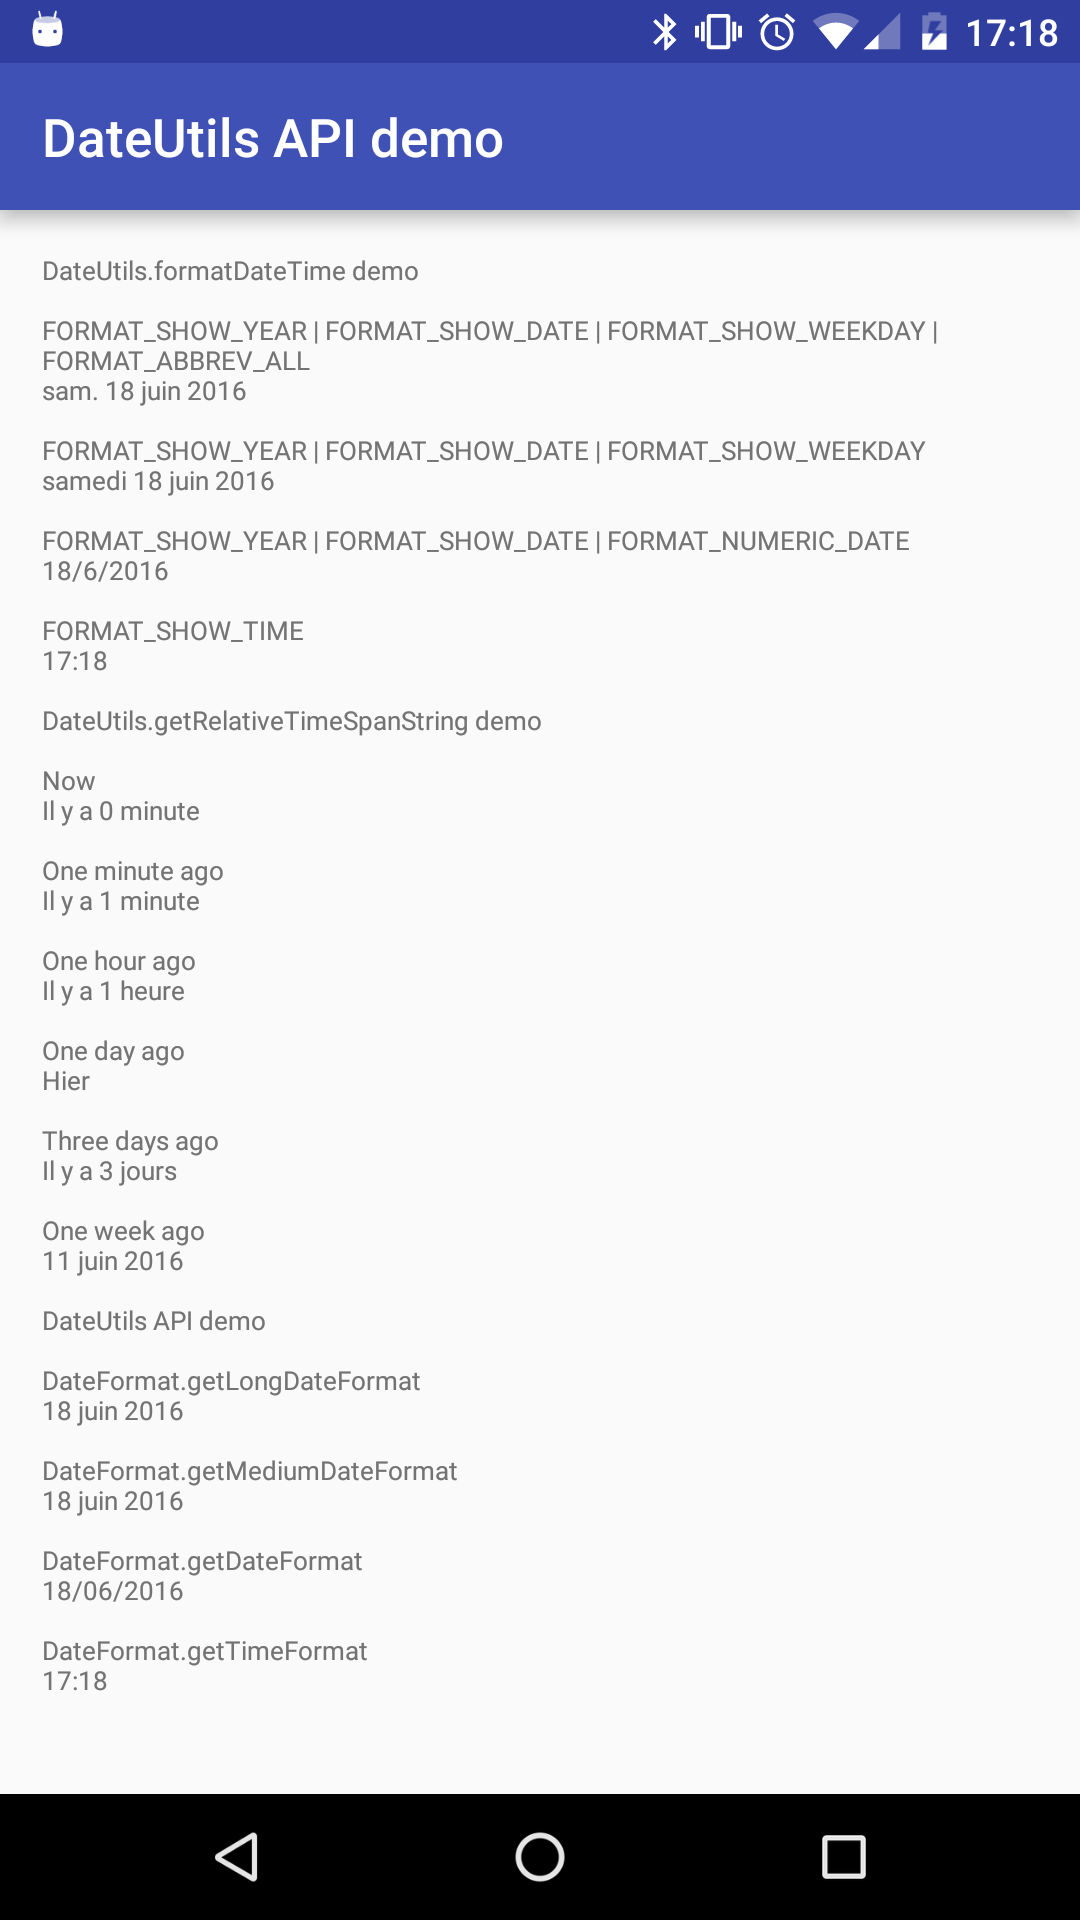 17:18
DateUtils API demo
DateUtils.formatDateTime demo
FORMAT_SHOW_YEAR | FORMAT_SHOW_DATE | FORMAT_SHOW_WEEKDAY |
FORMAT_ABBREV_ALL
sam. 18 juin 2016
FORMAT_SHOW_YEAR | FORMAT_SHOW_DATE | FORMAT_SHOW_WEEKDAY
samedi 18 juin 2016
FORMAT_SHOW_YEAR | FORMAT_SHOW_DATE | FORMAT_NUMERIC_DATE
18/6/2016
FORMAT_SHOW_TIME
17:18
DateUtils.getRelativeTimeSpanString demo
Now
Il y a 0 minute
One minute ago
Il y a 1 minute
One hour ago
Il y a 1 heure
One day ago
Hier
Three days ago
Il y a 3 jours
One week ago
11 juin 2016
DateUtils API demo
DateFormat.getLongDateFormat
18 juin 2016
DateFormat.getMediumDateFormat
18 juin 2016
DateFormat.getDateFormat
18/06/2016
DateFormat.getTimeFormat
17:18